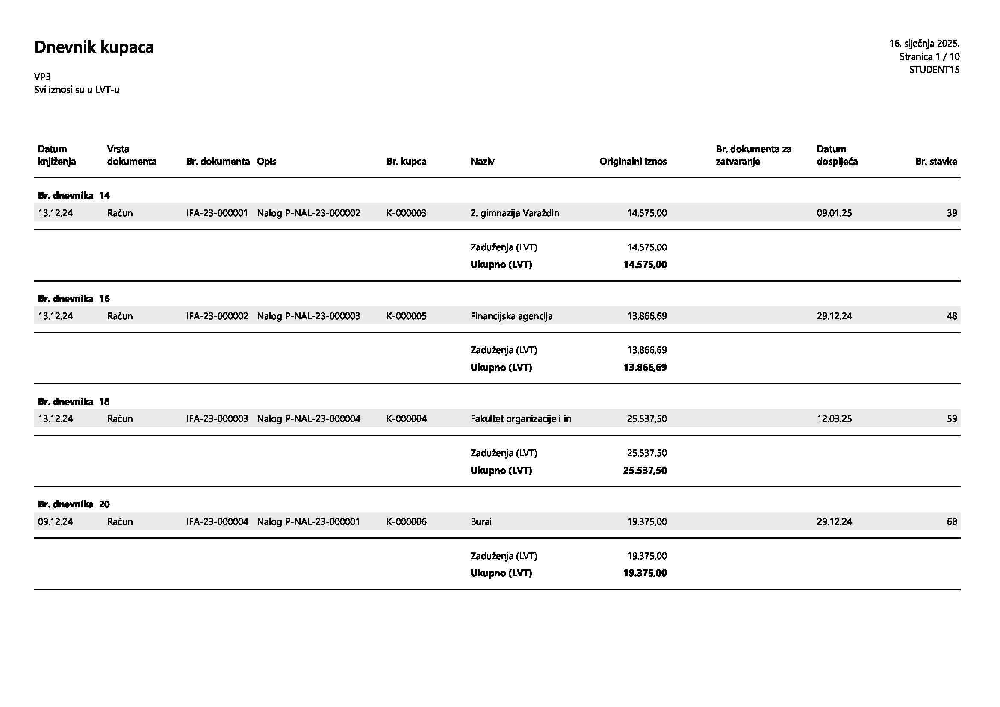 Dnevnik kupaca
16. siječnja 2025.
Stranica 1 / 10
STUDENT15
VP3
Svi iznosi su u LVT-u
Datum knjiženja Vrsta dokumenta Br. dokumenta Opis Br. kupca Naziv Originalni iznos Br. dokumenta za zatvaranje Datum dospijeća Br. stavke
Br. dnevnika 14
13.12.24 Račun IFA-23-000001 Nalog P-NAL-23-000002 K-000003 2. gimnazija Varaždin 14.575,00 09.01.25 39
Zaduženja (LVT) 14.575,00
Ukupno (LVT) 14.575,00
Br. dnevnika 16
13.12.24 Račun IFA-23-000002 Nalog P-NAL-23-000003 K-000005 Financijska agencija 13.866,69 29.12.24 48
Zaduženja (LVT) 13.866,69
Ukupno (LVT) 13.866,69
Br. dnevnika 18
13.12.24 Račun IFA-23-000003 Nalog P-NAL-23-000004 K-000004 Fakultet organizacije i in 25.537,50 12.03.25 59
Zaduženja (LVT) 25.537,50
Ukupno (LVT) 25.537,50
Br. dnevnika 20
09.12.24 Račun IFA-23-000004 Nalog P-NAL-23-000001 K-000006 Burai 19.375,00 29.12.24 68
Zaduženja (LVT) 19.375,00
Ukupno (LVT) 19.375,00